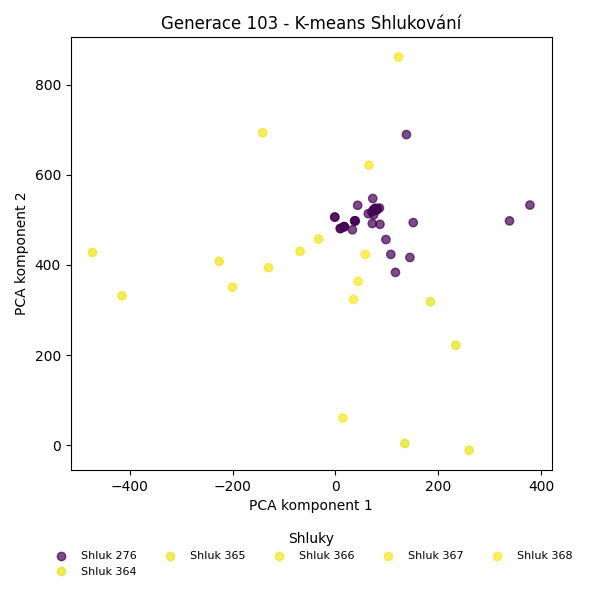 Generace 103 - K-means Shlukování
PCA komponent 2
800
600
400
200
0
−400
−200
0
200
400
PCA komponent 1
Shluky
Shluk 276
Shluk 365
Shluk 366
Shluk 367
Shluk 368
Shluk 364